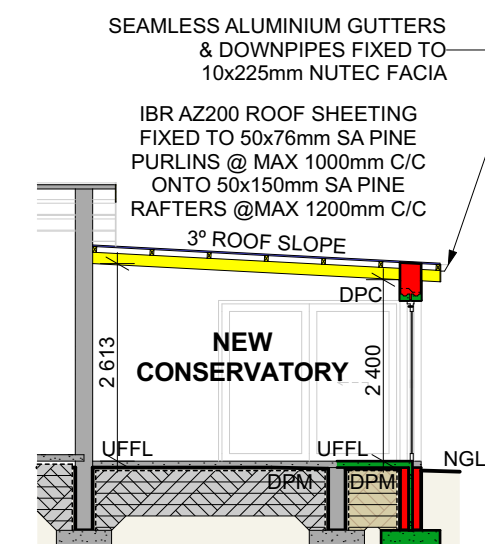 SEAMLESS ALUMINIUM GUTTERS
& DOWNPIPES FIXED TO
10x225mm NUTEC FACIA
IBR AZ200 ROOF SHEETING
FIXED TO 50x76mm SA PINE
PURLINS @ MAX 1000mm C/C
ONTO 50x150mm SA PINE
RAFTERS @MAX 1200mm C/C
3º ROOF SLOPE
DPC
NEW
CONSERVATORY
2 613
2 400
UFFL
UFFL
NGL
DPM
DPM